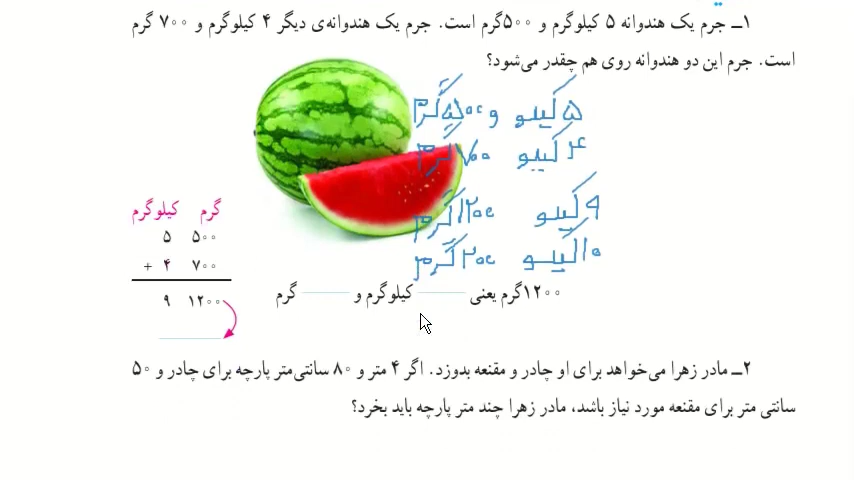 ۱ــ جرم یک هندوانه ۵ کیلوگرم و ۵۰۰گرم است. جرم یک هندوانه‌ی دیگر ۴ کیلوگرم و ۷۰۰ گرم
است. جرم این دو هندوانه روی هم چقدر می‌شود؟
۵ کیلو و ۵۰۰ گرم
۴ کیلو ۷۰۰ گرم
۹ کیلو ۱۲۰۰ گرم
۱۰ کیلو ۲۰۰ گرم
گرم کیلوگرم
۵ ۵۰۰
+ ۴ ۷۰۰
۹ ۱۲۰۰
۱۲۰۰گرم یعنی ــــــ کیلوگرم و ــــــ گرم
۲ــ مادر زهرا می‌خواهد برای او چادر و مقنعه بدوزد. اگر ۴ متر و ۸۰ سانتی‌متر پارچه برای چادر و ۵۰
سانتی متر برای مقنعه مورد نیاز باشد، مادر زهرا چند متر پارچه باید بخرد؟